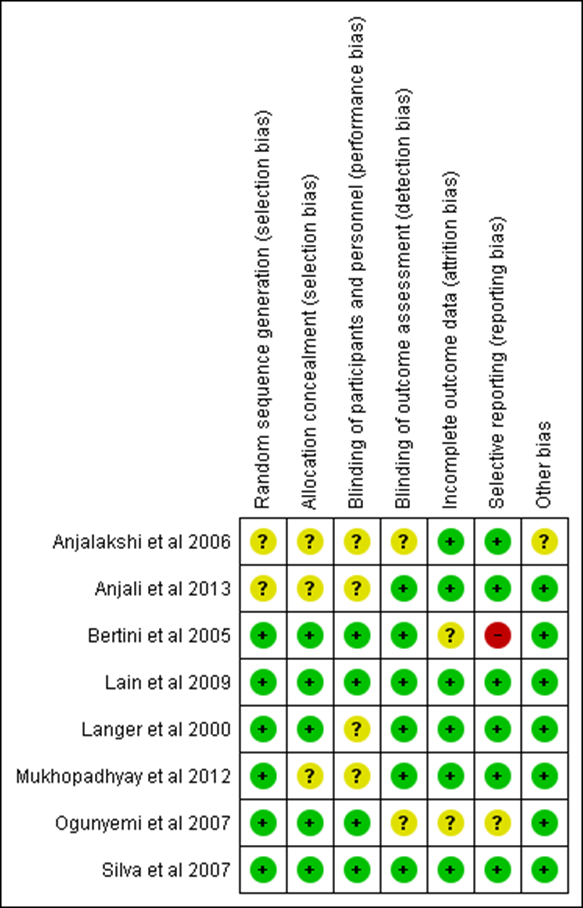 Random sequence generation (selection bias)
Allocation concealment (selection bias)
Blinding of participants and personnel (performance bias)
Blinding of outcome assessment (detection bias)
Incomplete outcome data (attrition bias)
Selective reporting (reporting bias)
Other bias
Anjalakshi et al 2006 ? ? ? ? + + ?
Anjali et al 2013 ? ? ? + + + +
Bertini et al 2005 + + + + ? - +
Lain et al 2009 + + + + + + +
Langer et al 2000 + + ? + + + +
Mukhopadhyay et al 2012 + ? ? + + + +
Ogunyemi et al 2007 + + + ? ? ? +
Silva et al 2007 + + + + + + +